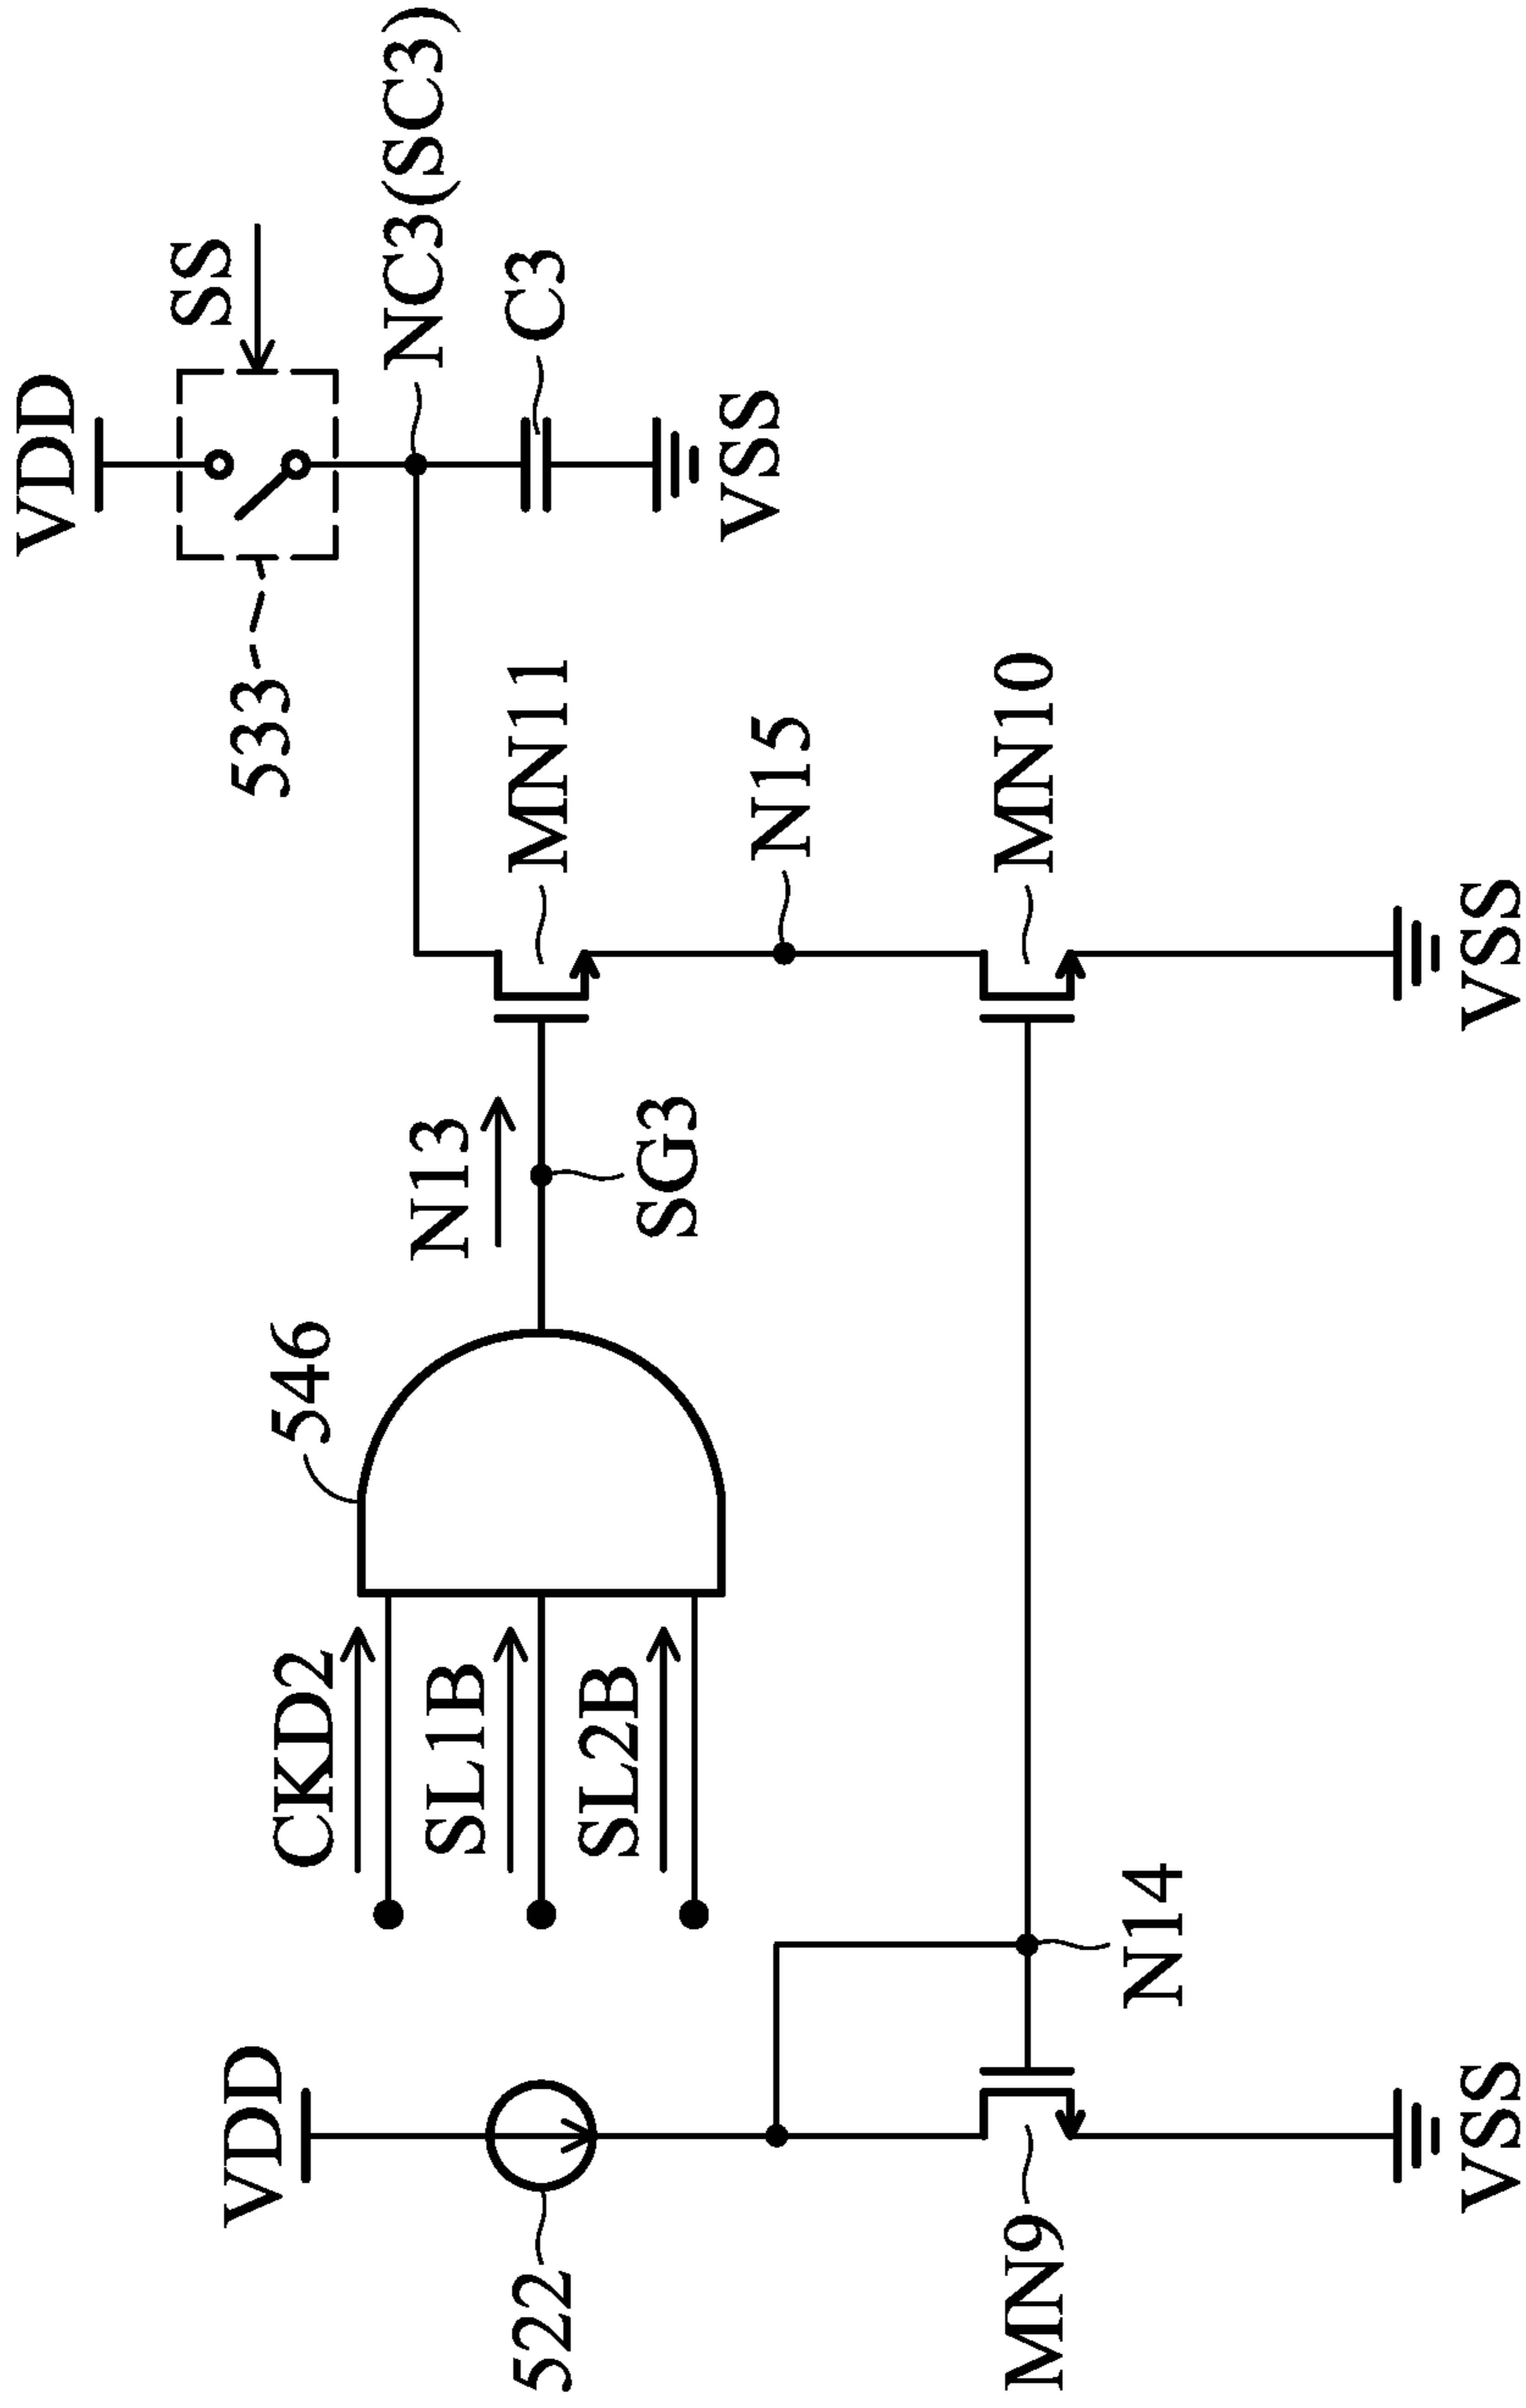 VDD
533
SS
NC3(SC3)
C3
VSS
VDD
522
CKD2
SL1B
SL2B
546
N13
SG3
MN11
N15
MN10
N14
MN9
VSS
VSS